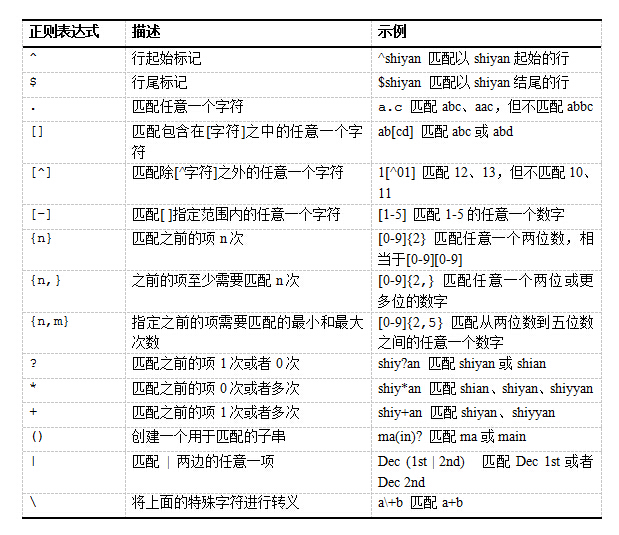 正则表达式 描述 示例
^ 行起始标记 ^shiyan 匹配以 shiyan 起始的行
$ 行尾标记 $shiyan 匹配以 shiyan 结尾的行
. 匹配任意一个字符 a.c 匹配 abc、aac，但不匹配 abbc
[] 匹配包含在[字符]之中的任意一个字 ab[cd] 匹配 abc 或 abd
符
[^] 匹配除[^字符]之外的任意一个字符 1[^01] 匹配 12、13，但不匹配 10、
11
[-] 匹配[ ]指定范围内的任意一个字符 [1-5] 匹配 1-5 的任意一个数字
{n} 匹配之前的项 n 次 [0-9]{2} 匹配任意一个两位数，相
当于[0-9][0-9]
{n,} 之前的项至少需要匹配 n 次 [0-9]{2,} 匹配任意一个两位或更
多位的数字
{n,m} 指定之前的项需要匹配的最小和最大 [0-9]{2,5} 匹配从两位数到五位数
次数 之间的任意一个数字
? 匹配之前的项 1 次或者 0 次 shiy?an 匹配 shiyan 或 shian
* 匹配之前的项 0 次或者多次 shiy*an 匹配 shian、shiyan、shiyyan
+ 匹配之前的项 1 次或者多次 shiy+an 匹配 shiyan、shiyyan
() 创建一个用于匹配的子串 ma(in)? 匹配 ma 或 main
| 匹配 | 两边的任意一项 Dec (1st | 2nd) 匹配 Dec 1st 或者
Dec 2nd
\ 将上面的特殊字符进行转义 a\+b 匹配 a+b